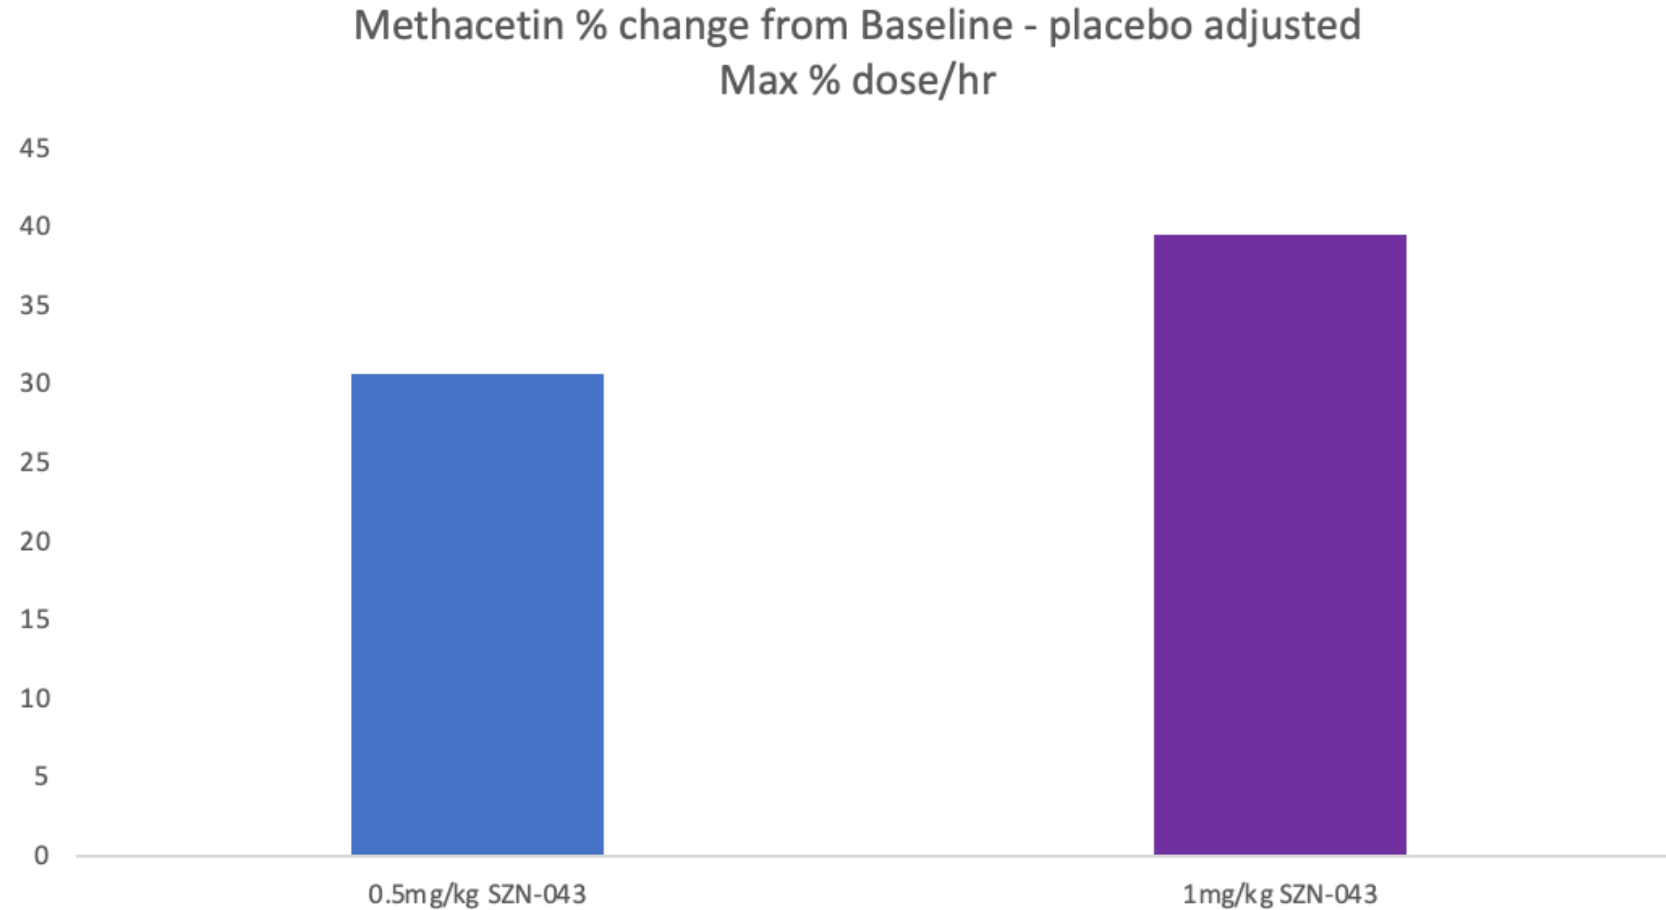 Methacetin % change from Baseline - placebo adjusted
Max % dose/hr
45
40
35
30
25
20
15
10
5
0
0.5mg/kg SZN-043
1mg/kg SZN-043